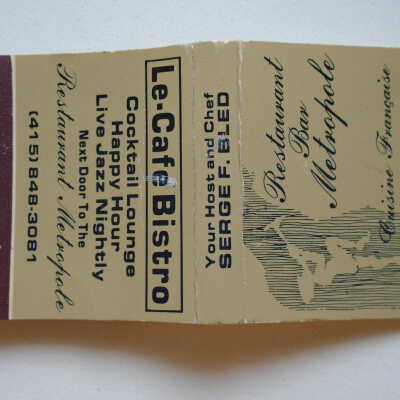 Le-Café Bistro
Cocktail Lounge
Happy Hour
Live Jazz Nightly
Next Door To The
Restaurant Metropole
(415) 848-3081
Your Host and Chef
SERGE F. BLED
Restaurant
Bar
Metropole
Cuisine Française